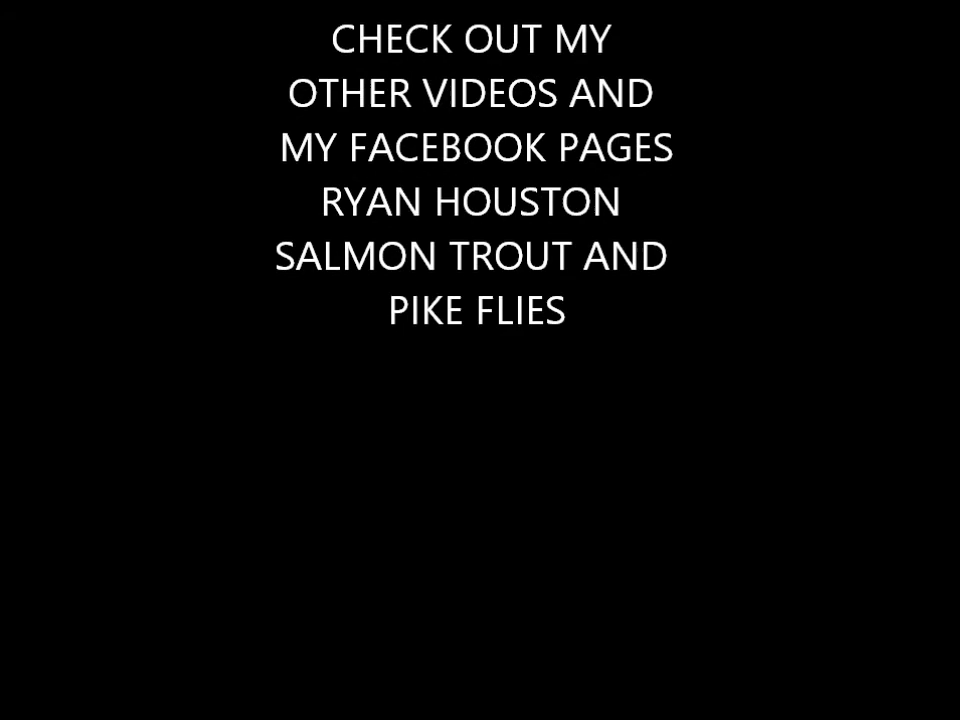 CHECK OUT MY
OTHER VIDEOS AND
MY FACEBOOK PAGES
RYAN HOUSTON
SALMON TROUT AND
PIKE FLIES